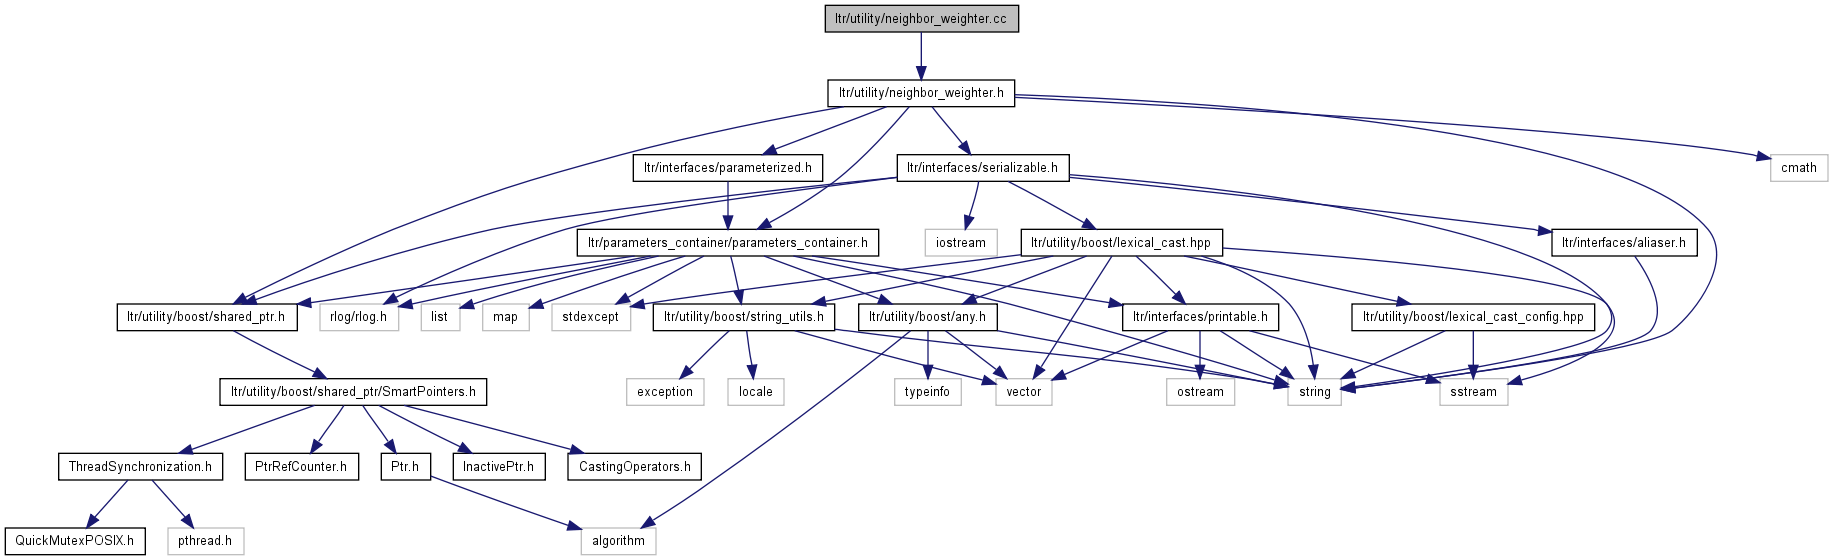 ltr/utility/neighbor_weighter.cc
ltr/utility/neighbor_weighter.h
ltr/interfaces/parameterized.h
ltr/interfaces/serializable.h
cmath
ltr/parameters_container/parameters_container.h
iostream
ltr/utility/boost/lexical_cast.hpp
ltr/interfaces/aliaser.h
ltr/utility/boost/shared_ptr.h
rlog/rlog.h
list
map
stdexcept
ltr/utility/boost/string_utils.h
ltr/utility/boost/any.h
ltr/interfaces/printable.h
ltr/utility/boost/lexical_cast_config.hpp
ltr/utility/boost/shared_ptr/SmartPointers.h
exception
locale
typeinfo
vector
ostream
string
sstream
ThreadSynchronization.h
PtrRefCounter.h
Ptr.h
InactivePtr.h
CastingOperators.h
QuickMutexPOSIX.h
pthread.h
algorithm